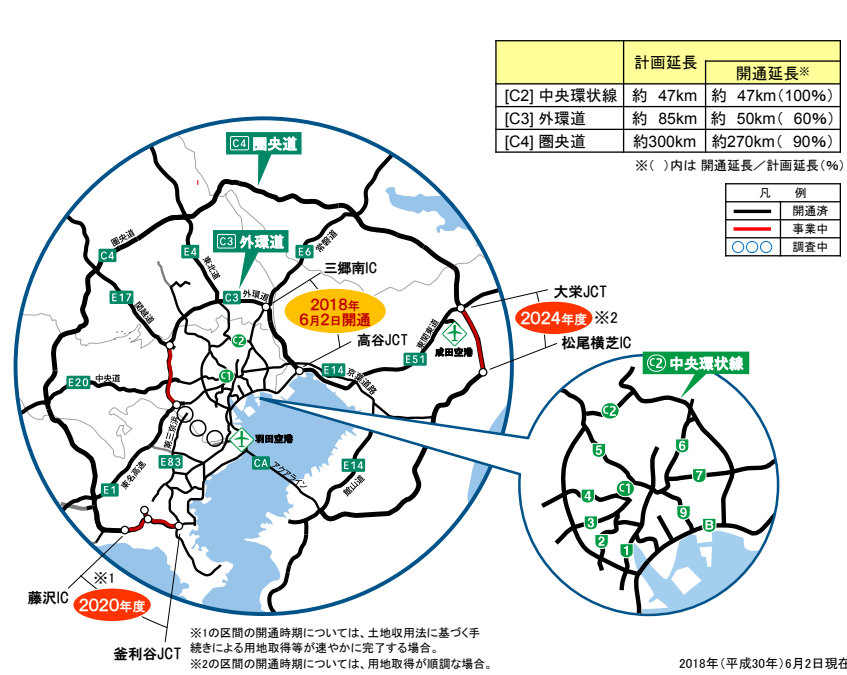 計画延長
開通延長※
[C2] 中央環状線 約 47km 約 47km(100%)
[C3] 外環道 約 85km 約 50km( 60%)
[C4] 圏央道 約300km 約270km( 90%)
※( )内は 開通延長/計画延長(%)
凡 例
開通済
事業中
○○○ 調査中
C4 圏央道
C3 外環道
圏央道
C4
E4
東北道
E6
常磐道
三郷南IC
E17
関越道
C3
外環道
2018年
6月2日開通
高谷JCT
大栄JCT
2024年度 ※2
松尾横芝IC
東関東道
成田空港
E51
C2
C1
E14
京葉道路
E20
中央道
第三京浜
羽田空港
E83
CA
アクアライン
E14
館山道
東名高速
E1
C2 中央環状線
C2
5
6
7
C1
4
3
2
1
9
B
※1
藤沢IC
2020年度
釜利谷JCT
※1の区間の開通時期については、土地収用法に基づく手
続きによる用地取得等が速やかに完了する場合。
※2の区間の開通時期については、用地取得が順調な場合。
2018年(平成30年)6月2日現在